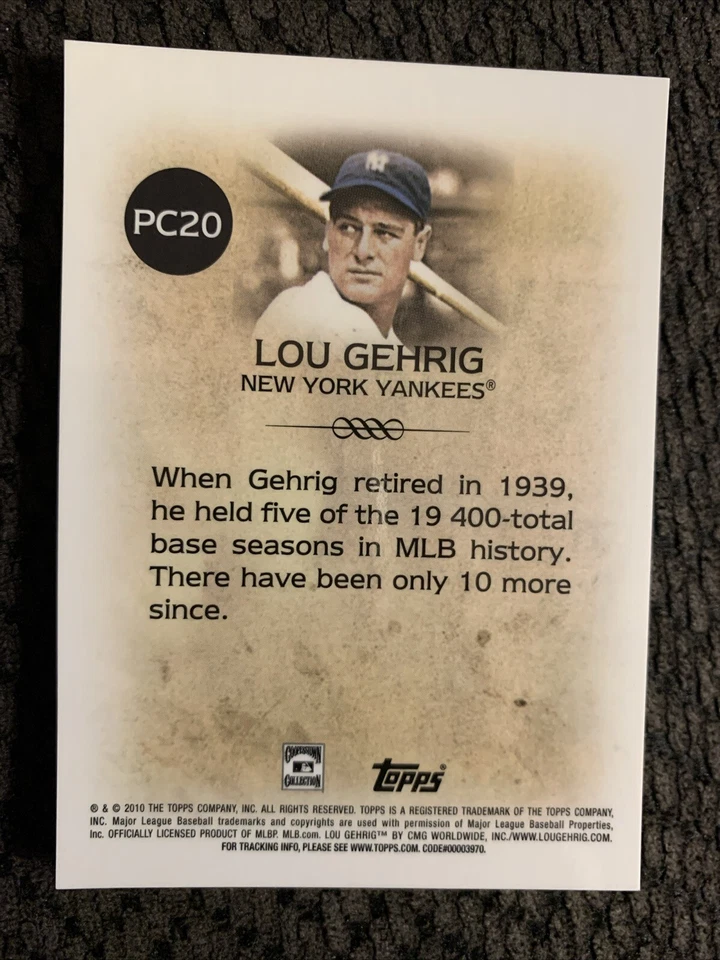 NY
PC20
LOU GEHRIG
NEW YORK YANKEES®
When Gehrig retired in 1939,
he held five of the 19 400-total
base seasons in MLB history.
There have been only 10 more
since.
COOPERSTOWN
COLLECTION
topps®
® & © 2010 THE TOPPS COMPANY, INC. ALL RIGHTS RESERVED. TOPPS IS A REGISTERED TRADEMARK OF THE TOPPS COMPANY,
INC. Major League Baseball trademarks and copyrights are used with permission of Major League Baseball Properties,
Inc. OFFICIALLY LICENSED PRODUCT OF MLBP. MLB.com. LOU GEHRIG™ BY CMG WORLDWIDE, INC./WWW.LOUGEHRIG.COM.
FOR TRACKING INFO, PLEASE SEE WWW.TOPPS.COM. CODE#00003970.